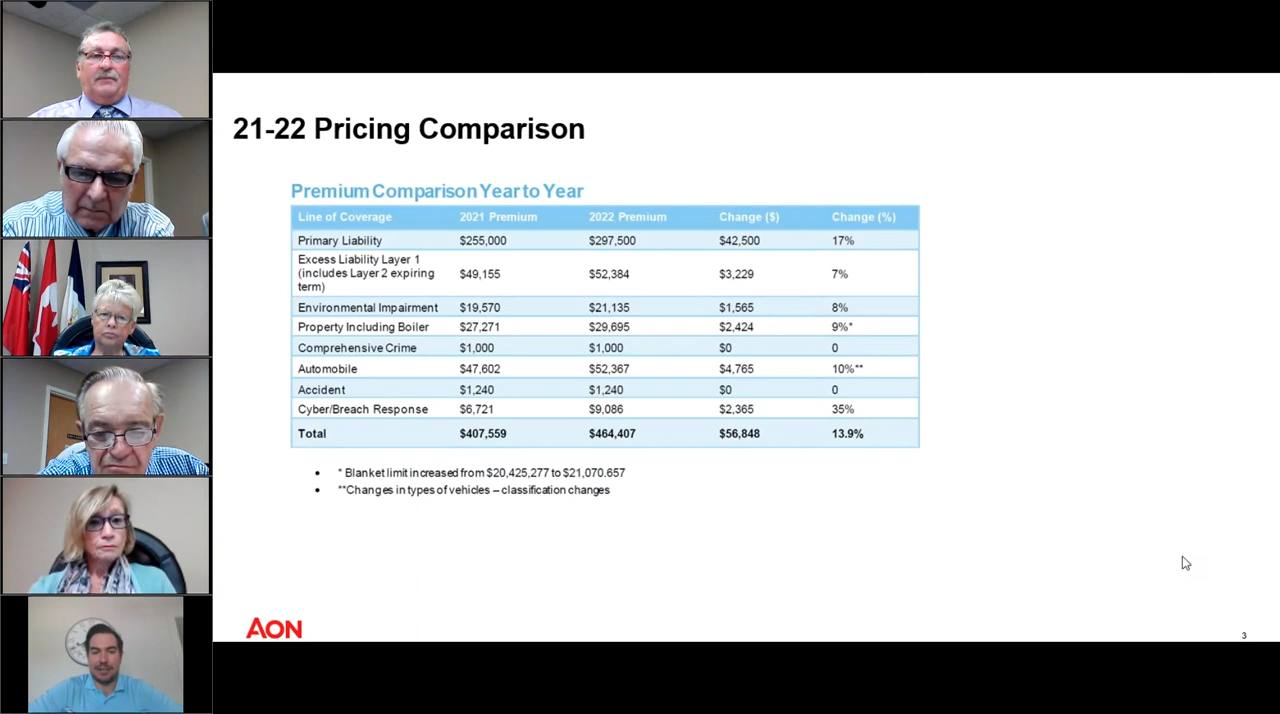 21-22 Pricing Comparison
Premium Comparison Year to Year
Line of Coverage 2021 Premium 2022 Premium Change ($) Change (%)
Primary Liability $255,000 $297,500 $42,500 17%
Excess Liability Layer 1
(includes Layer 2 expiring
term) $49,155 $52,384 $3,229 7%
Environmental Impairment $19,570 $21,135 $1,565 8%
Property Including Boiler $27,271 $29,695 $2,424 9%*
Comprehensive Crime $1,000 $1,000 $0 0
Automobile $47,602 $52,367 $4,765 10%**
Accident $1,240 $1,240 $0 0
Cyber/Breach Response $6,721 $9,086 $2,365 35%
Total $407,559 $464,407 $56,848 13.9%
• * Blanket limit increased from $20,425,277 to $21,070.657
• **Changes in types of vehicles – classification changes
AON
3